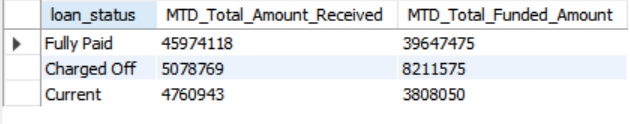 loan_status MTD_Total_Amount_Received MTD_Total_Funded_Amount
Fully Paid 45974118 39647475
Charged Off 5078769 8211575
Current 4760943 3808050